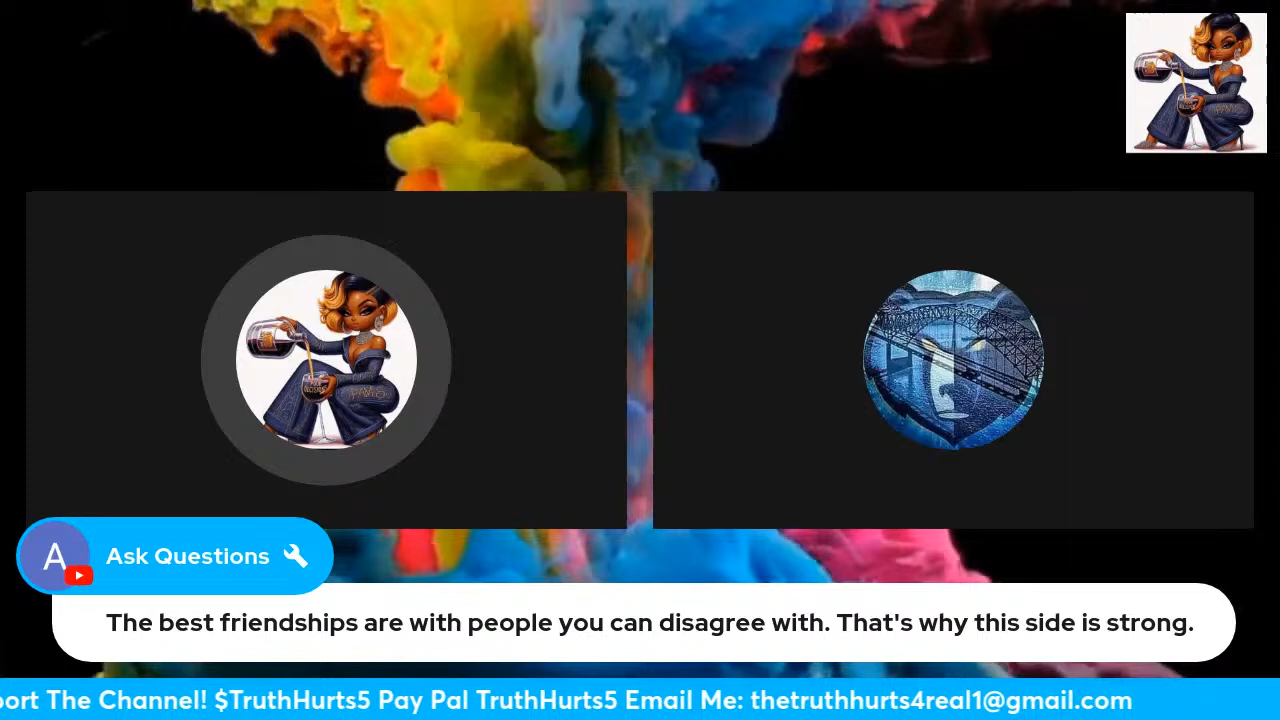 A
Ask Questions
The best friendships are with people you can disagree with. That's why this side is strong.
port The Channel! $TruthHurts5 Pay Pal TruthHurts5 Email Me: thetruthhurts4real1@gmail.com